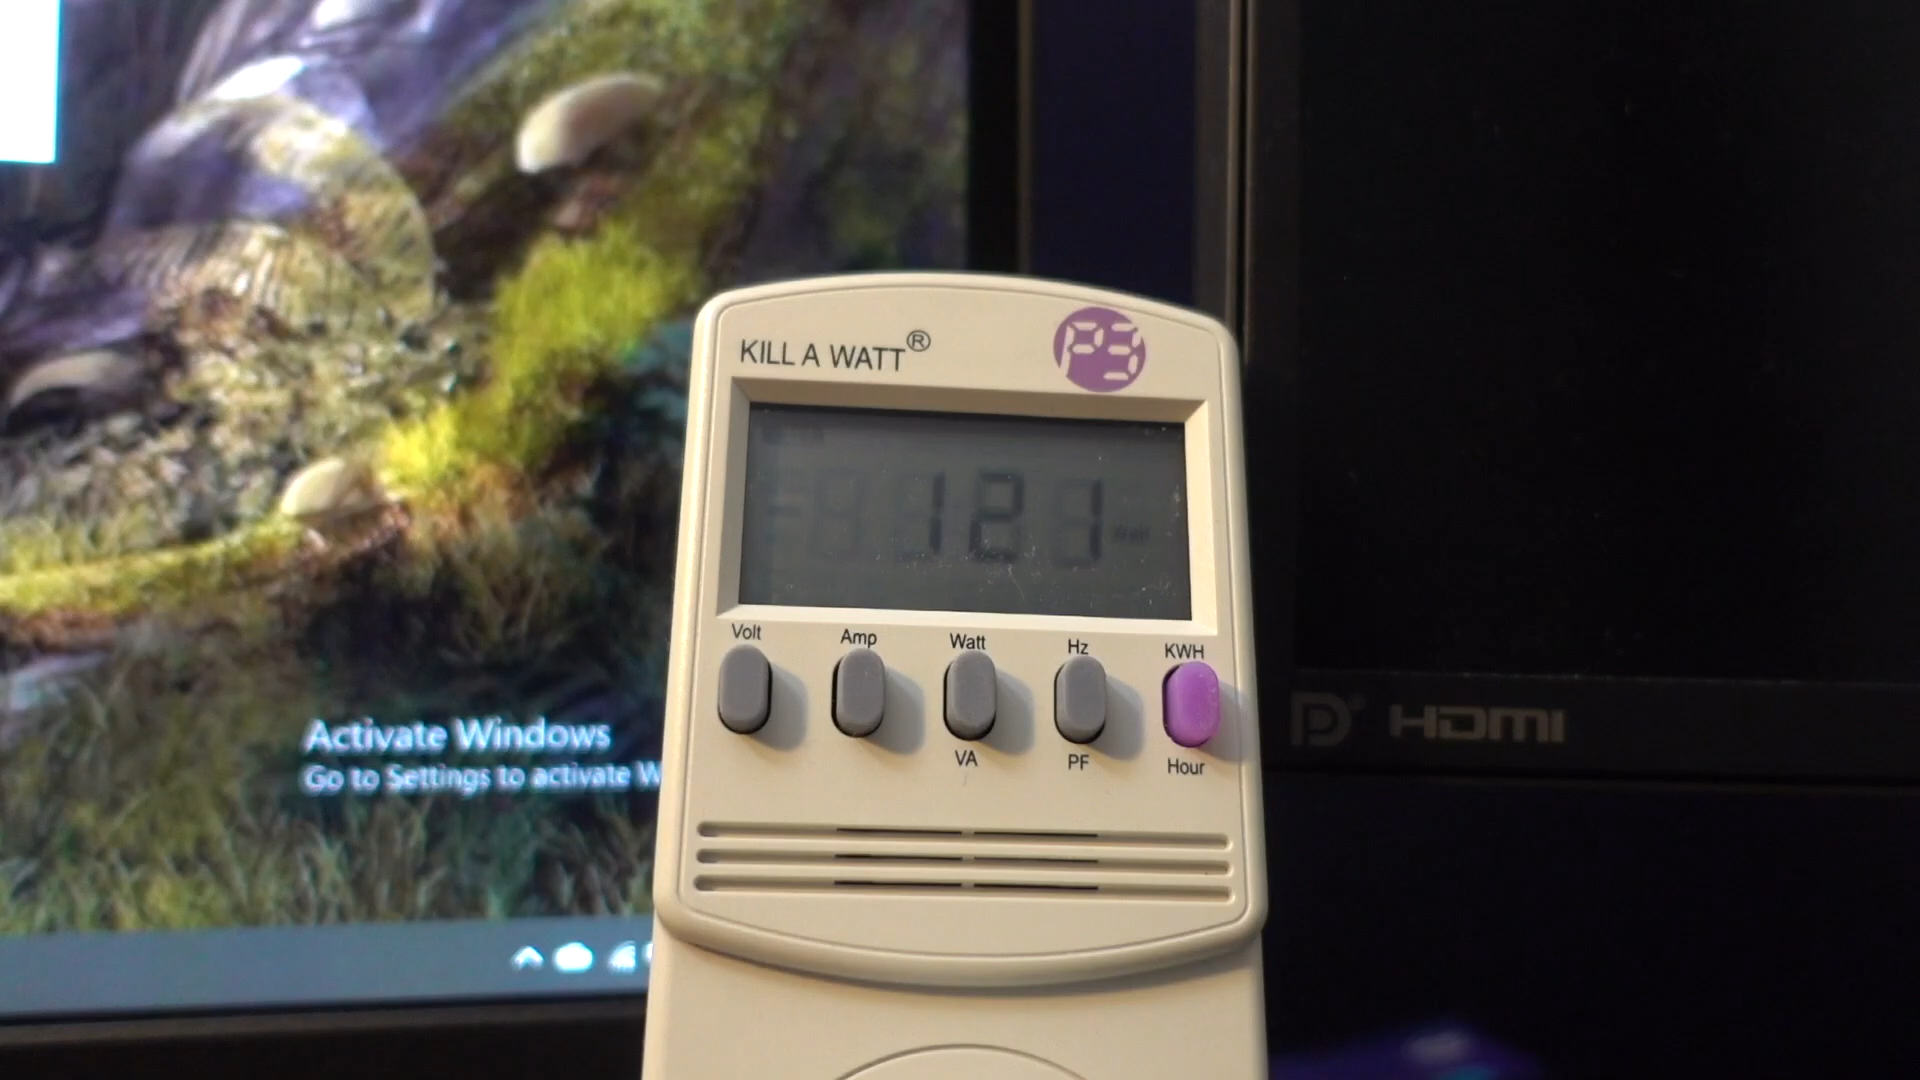 KILL A WATT®
P3
121
Volt
Amp
Watt
Hz
KWH
VA
PF
Hour
Activate Windows
Go to Settings to activate
HDMI